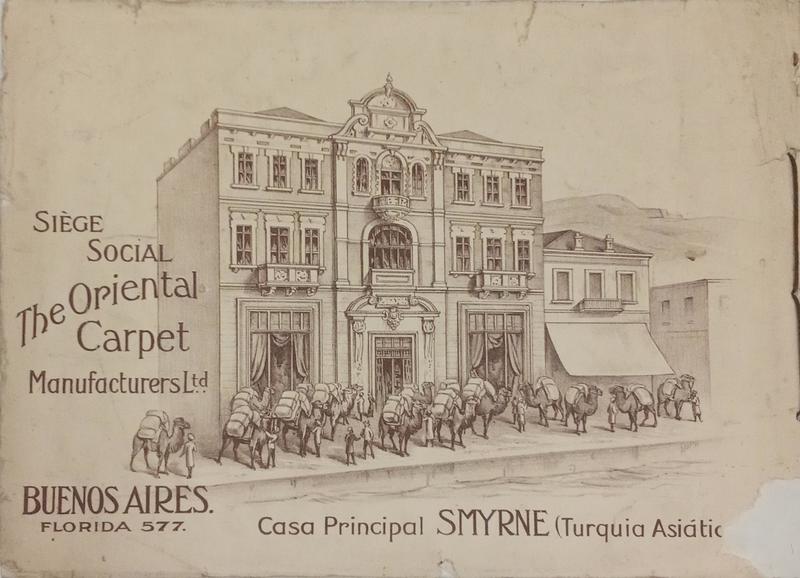 SIÈGE
SOCIAL
The Oriental
Carpet
Manufacturers Ltd.
BUENOS AIRES.
FLORIDA 577.
Casa Principal SMYRNE (Turquia Asiátic